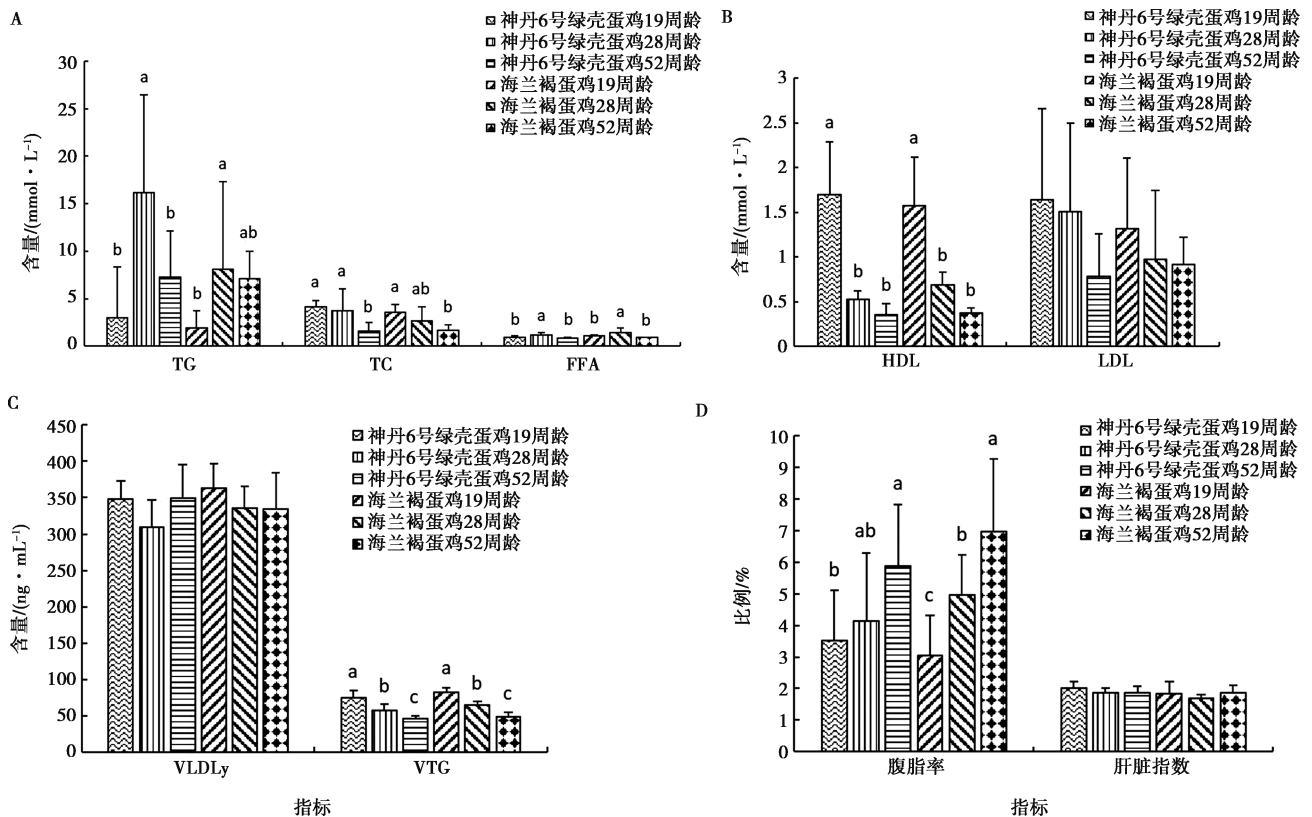 A
神丹6号绿壳蛋鸡19周龄
神丹6号绿壳蛋鸡28周龄
神丹6号绿壳蛋鸡52周龄
海兰褐蛋鸡19周龄
海兰褐蛋鸡28周龄
海兰褐蛋鸡52周龄
含量/(mmol·L⁻¹)
30
25
20
15
10
5
0
b
a
b
b
a
ab
a
a
b
a
ab
b
b
a
b
b
a
b
TG
TC
FFA
B
神丹6号绿壳蛋鸡19周龄
神丹6号绿壳蛋鸡28周龄
神丹6号绿壳蛋鸡52周龄
海兰褐蛋鸡19周龄
海兰褐蛋鸡28周龄
海兰褐蛋鸡52周龄
含量/(mmol·L⁻¹)
3
2.5
2
1.5
1
0.5
0
a
b
b
a
b
b
HDL
LDL
C
神丹6号绿壳蛋鸡19周龄
神丹6号绿壳蛋鸡28周龄
神丹6号绿壳蛋鸡52周龄
海兰褐蛋鸡19周龄
海兰褐蛋鸡28周龄
海兰褐蛋鸡52周龄
含量/(ng·mL⁻¹)
450
400
350
300
250
200
150
100
50
0
a
b
c
a
b
c
VLDLy
VTG
指标
D
神丹6号绿壳蛋鸡19周龄
神丹6号绿壳蛋鸡28周龄
神丹6号绿壳蛋鸡52周龄
海兰褐蛋鸡19周龄
海兰褐蛋鸡28周龄
海兰褐蛋鸡52周龄
比例/%
10
9
8
7
6
5
4
3
2
1
0
b
ab
a
c
b
a
腹脂率
肝脏指数
指标